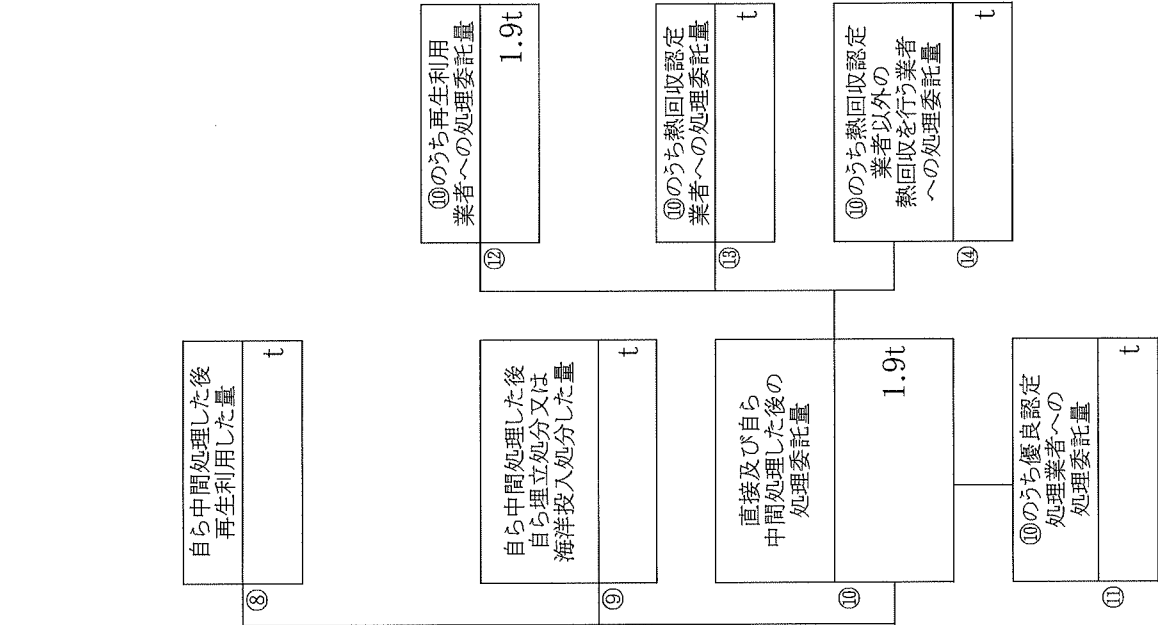 ⑧
自ら中間処理した後
再生利用した量
t
⑨
自ら中間処理した後
自ら埋立処分又は
海洋投入処分した量
t
⑩
直接及び自ら
中間処理した後の
処理委託量
1.9t
⑪
⑩のうち優良認定
処理業者への
処理委託量
t
⑫
⑩のうち再生利用
業者への処理委託量
1.9t
⑬
⑩のうち熱回収認定
業者への処理委託量
t
⑭
⑩のうち熱回収認定
業者以外の
熱回収を行う業者
への処理委託量
t